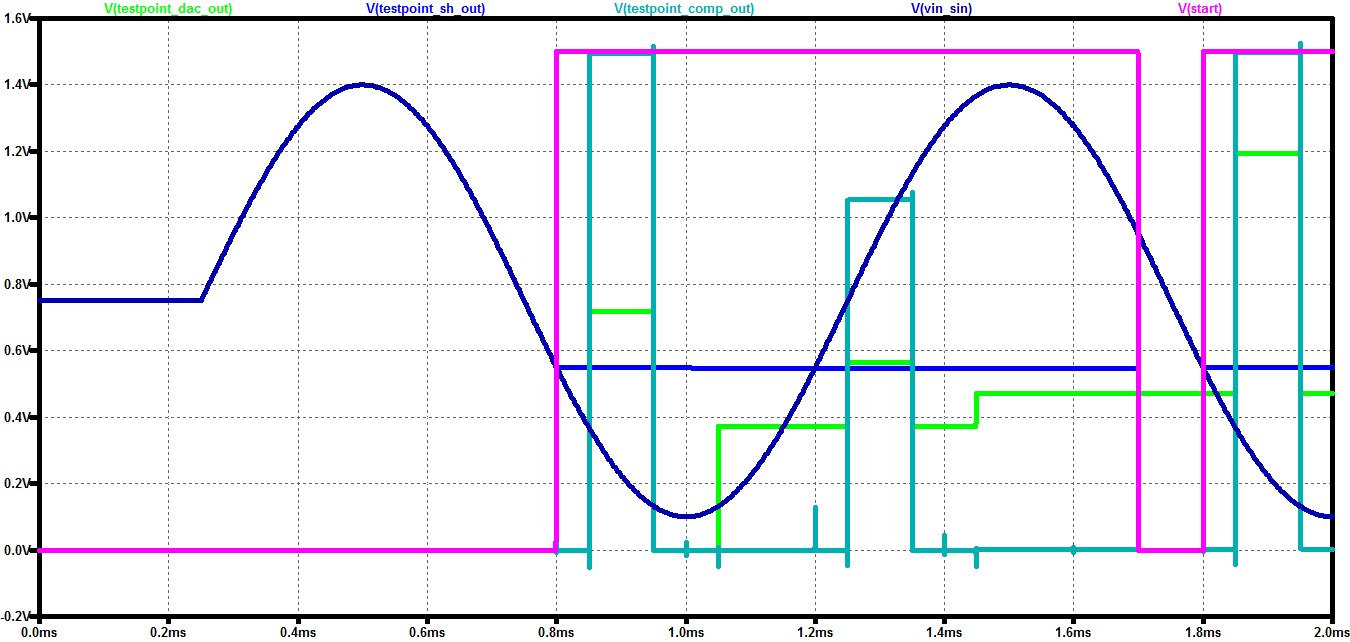 V(testpoint_dac_out) V(testpoint_sh_out) V(testpoint_comp_out) V(vin_sin) V(start)
1.6V
1.4V
1.2V
1.0V
0.8V
0.6V
0.4V
0.2V
0.0V
-0.2V
0.0ms 0.2ms 0.4ms 0.6ms 0.8ms 1.0ms 1.2ms 1.4ms 1.6ms 1.8ms 2.0ms